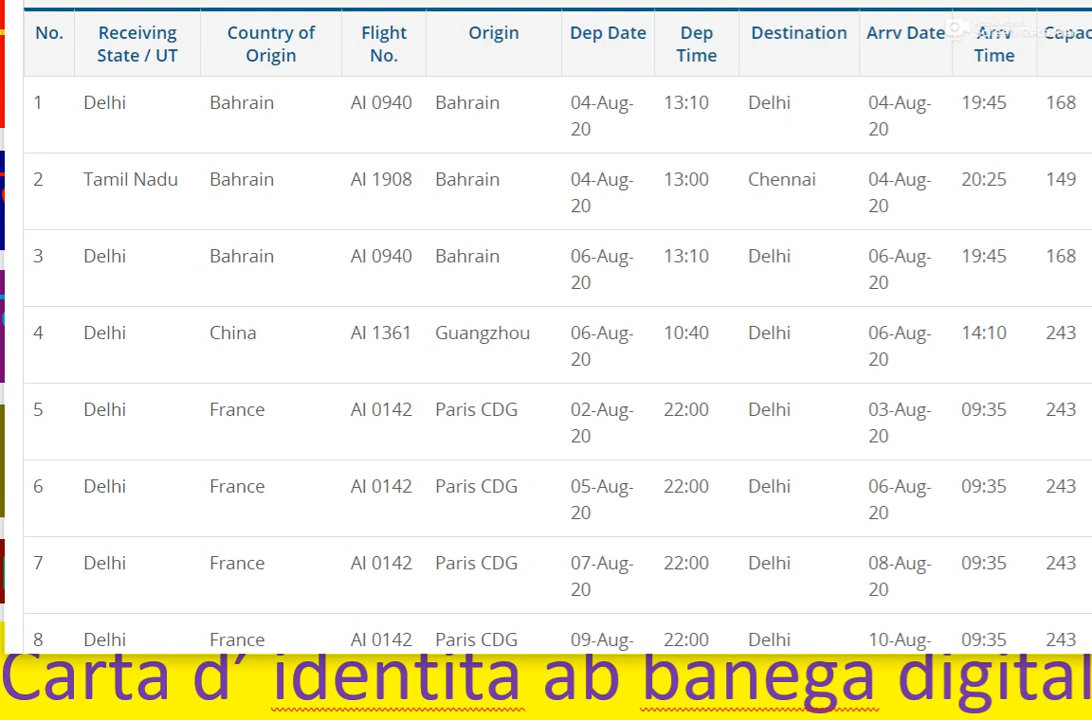 No. Receiving State / UT Country of Origin Flight No. Origin Dep Date Dep Time Destination Arrv Date Arrv Time Capac
1 Delhi Bahrain AI 0940 Bahrain 04-Aug-20 13:10 Delhi 04-Aug-20 19:45 168
2 Tamil Nadu Bahrain AI 1908 Bahrain 04-Aug-20 13:00 Chennai 04-Aug-20 20:25 149
3 Delhi Bahrain AI 0940 Bahrain 06-Aug-20 13:10 Delhi 06-Aug-20 19:45 168
4 Delhi China AI 1361 Guangzhou 06-Aug-20 10:40 Delhi 06-Aug-20 14:10 243
5 Delhi France AI 0142 Paris CDG 02-Aug-20 22:00 Delhi 03-Aug-20 09:35 243
6 Delhi France AI 0142 Paris CDG 05-Aug-20 22:00 Delhi 06-Aug-20 09:35 243
7 Delhi France AI 0142 Paris CDG 07-Aug-20 22:00 Delhi 08-Aug-20 09:35 243
8 Delhi France AI 0142 Paris CDG 09-Aug- 22:00 Delhi 10-Aug- 09:35 243
Carta d´ identita ab banega digital